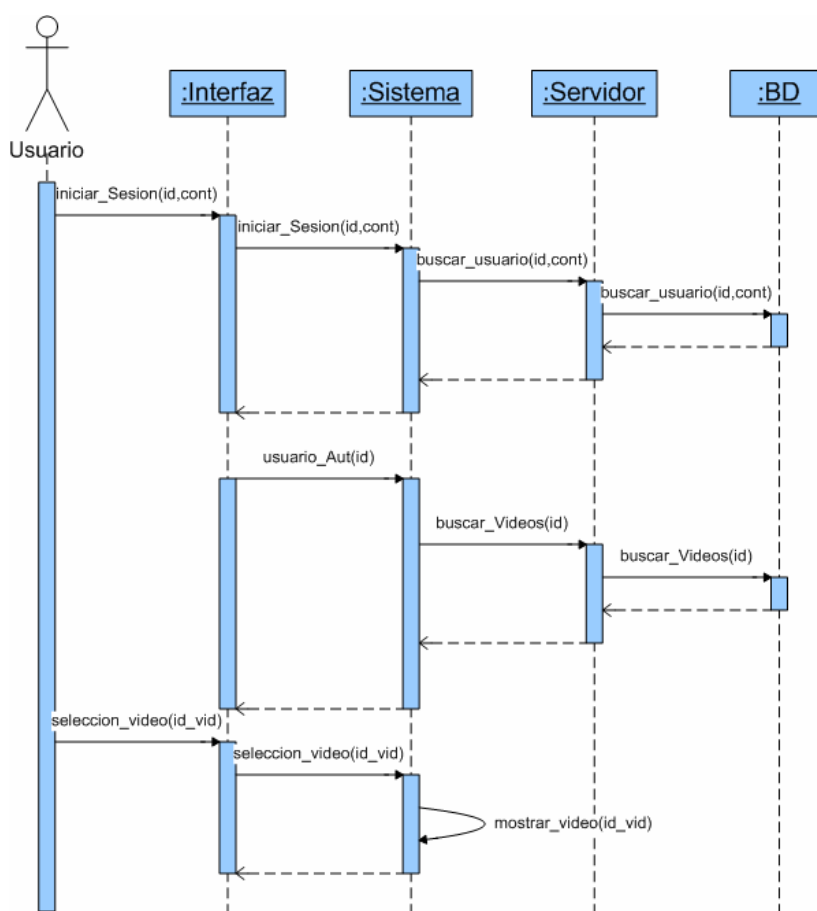 :Interfaz
:Sistema
:Servidor
:BD
Usuario
iniciar_Sesion(id,cont)
iniciar_Sesion(id,cont)
buscar_usuario(id,cont)
buscar_usuario(id,cont)
usuario_Aut(id)
buscar_Videos(id)
buscar_Videos(id)
seleccion_video(id_vid)
seleccion_video(id_vid)
mostrar_video(id_vid)